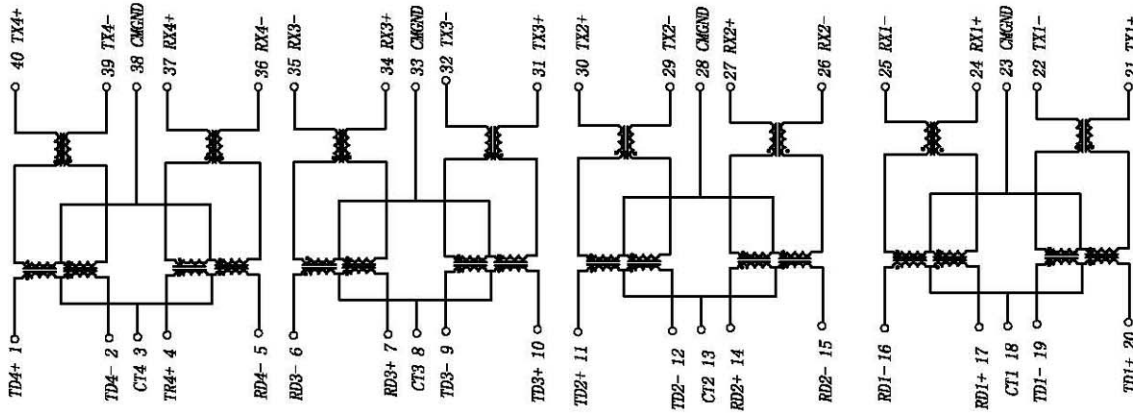 40 TX4+
39 TX4-
38 CMGND
37 RX4+
36 RX4-
35 RX3-
34 RX3+
33 CMGND
32 TX3-
31 TX3+
30 TX2+
29 TX2-
28 CMGND
27 RX2+
26 RX2-
25 RX1-
24 RX1+
23 CMGND
22 TX1-
21 TX1+
TD4+ 1
TD4- 2
CT4 3
TR4+ 4
RD4- 5
RD3- 6
RD3+ 7
CT3 8
TD3- 9
TD3+ 10
TD2+ 11
TD2- 12
CT2 13
RD2+ 14
RD2- 15
RD1- 16
RD1+ 17
CT1 18
TD1- 19
TD1+ 20